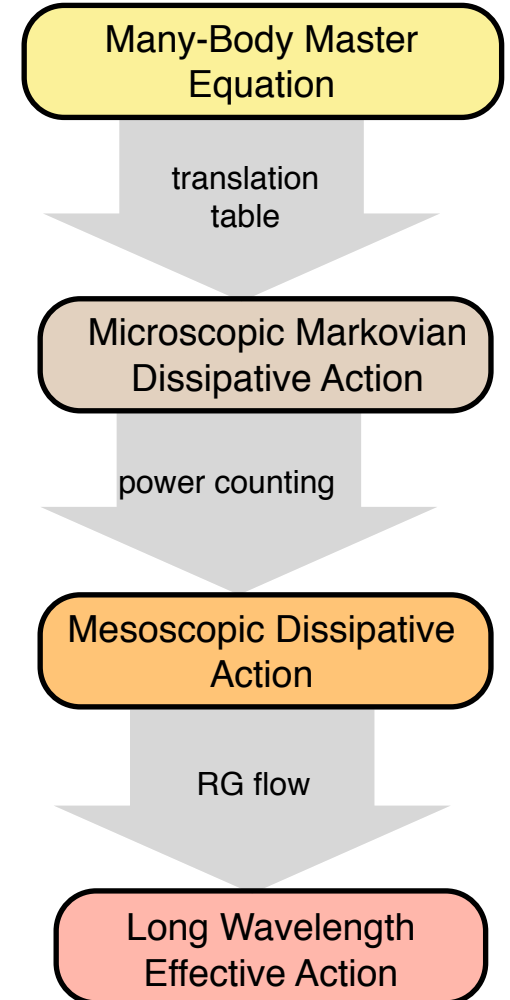 Many-Body Master
Equation
translation
table
Microscopic Markovian
Dissipative Action
power counting
Mesoscopic Dissipative
Action
RG flow
Long Wavelength
Effective Action